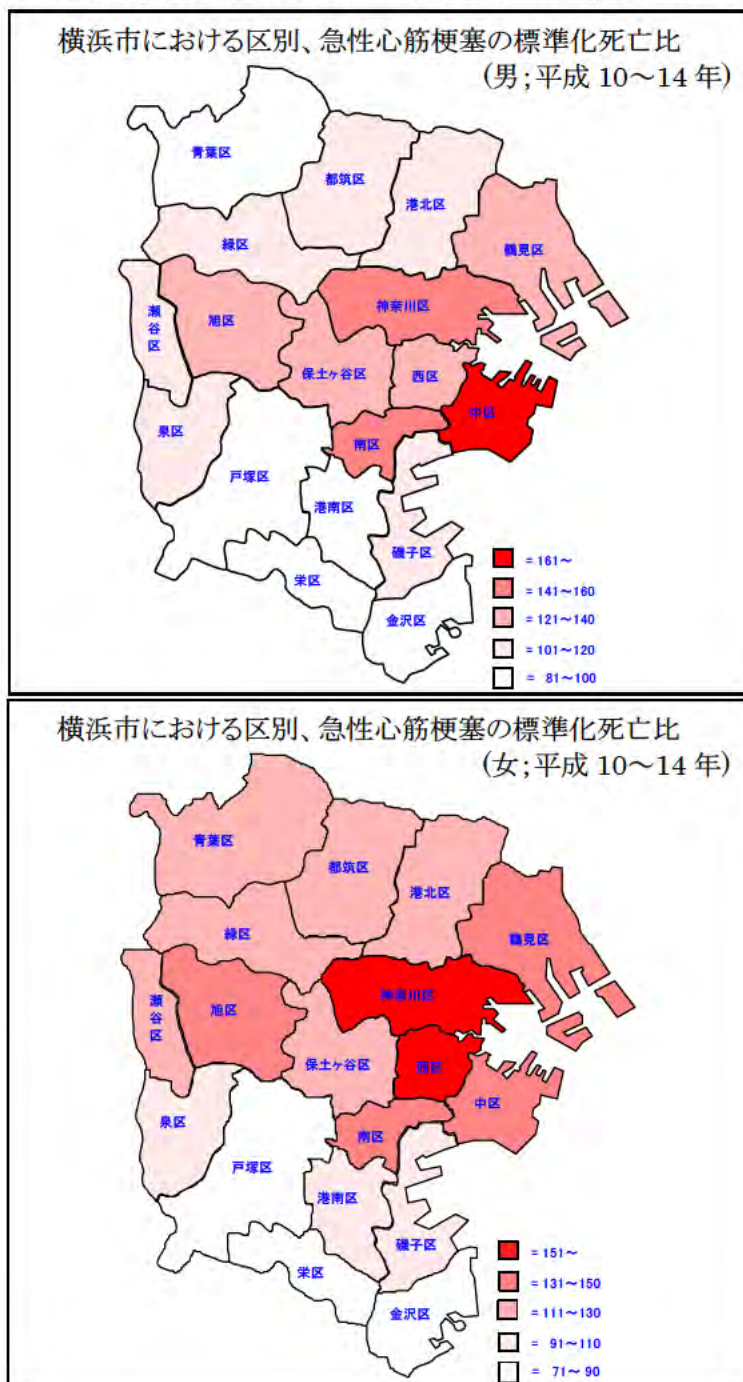 横浜市における区別、急性心筋梗塞の標準化死亡比
(男;平成 10～14 年)
青葉区
都筑区
港北区
鶴見区
緑区
瀬谷区
旭区
神奈川区
保土ヶ谷区
西区
中区
南区
泉区
戸塚区
港南区
磯子区
栄区
金沢区
= 161～
= 141～160
= 121～140
= 101～120
= 81～100
横浜市における区別、急性心筋梗塞の標準化死亡比
(女;平成 10～14 年)
青葉区
都筑区
港北区
鶴見区
緑区
瀬谷区
旭区
神奈川区
保土ヶ谷区
西区
中区
南区
泉区
戸塚区
港南区
磯子区
栄区
金沢区
= 151～
= 131～150
= 111～130
= 91～110
= 71～90